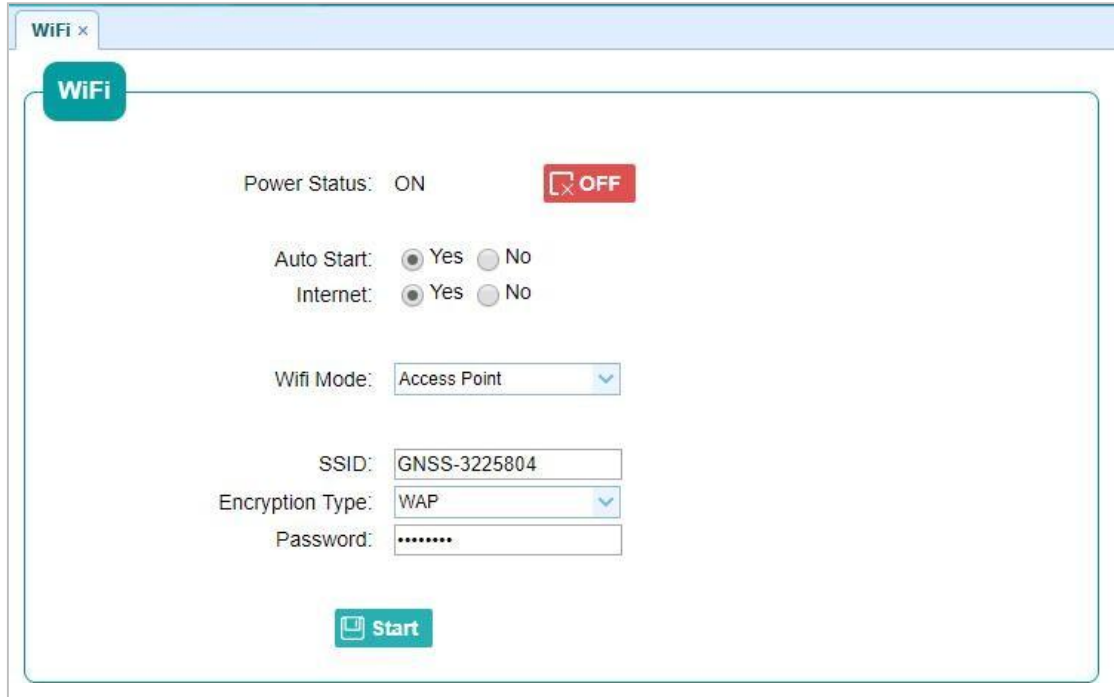 WiFi ×
WiFi
Power Status: ON OFF
Auto Start: Yes No
Internet: Yes No
Wifi Mode: Access Point
SSID: GNSS-3225804
Encryption Type: WAP
Password: ••••••••
Start